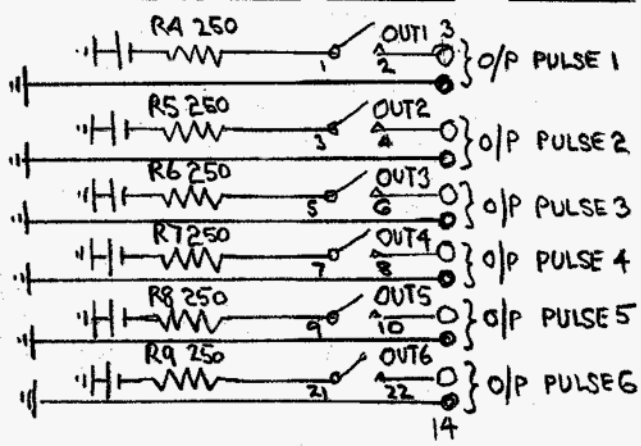 R4 250 OUT1 3
1 2 O/P PULSE 1
R5 250 OUT2
3 4 O/P PULSE 2
R6 250 OUT3
5 6 O/P PULSE 3
R7 250 OUT4
7 8 O/P PULSE 4
R8 250 OUT5
9 10 O/P PULSE 5
R9 250 OUT6
21 22 O/P PULSE 6
14